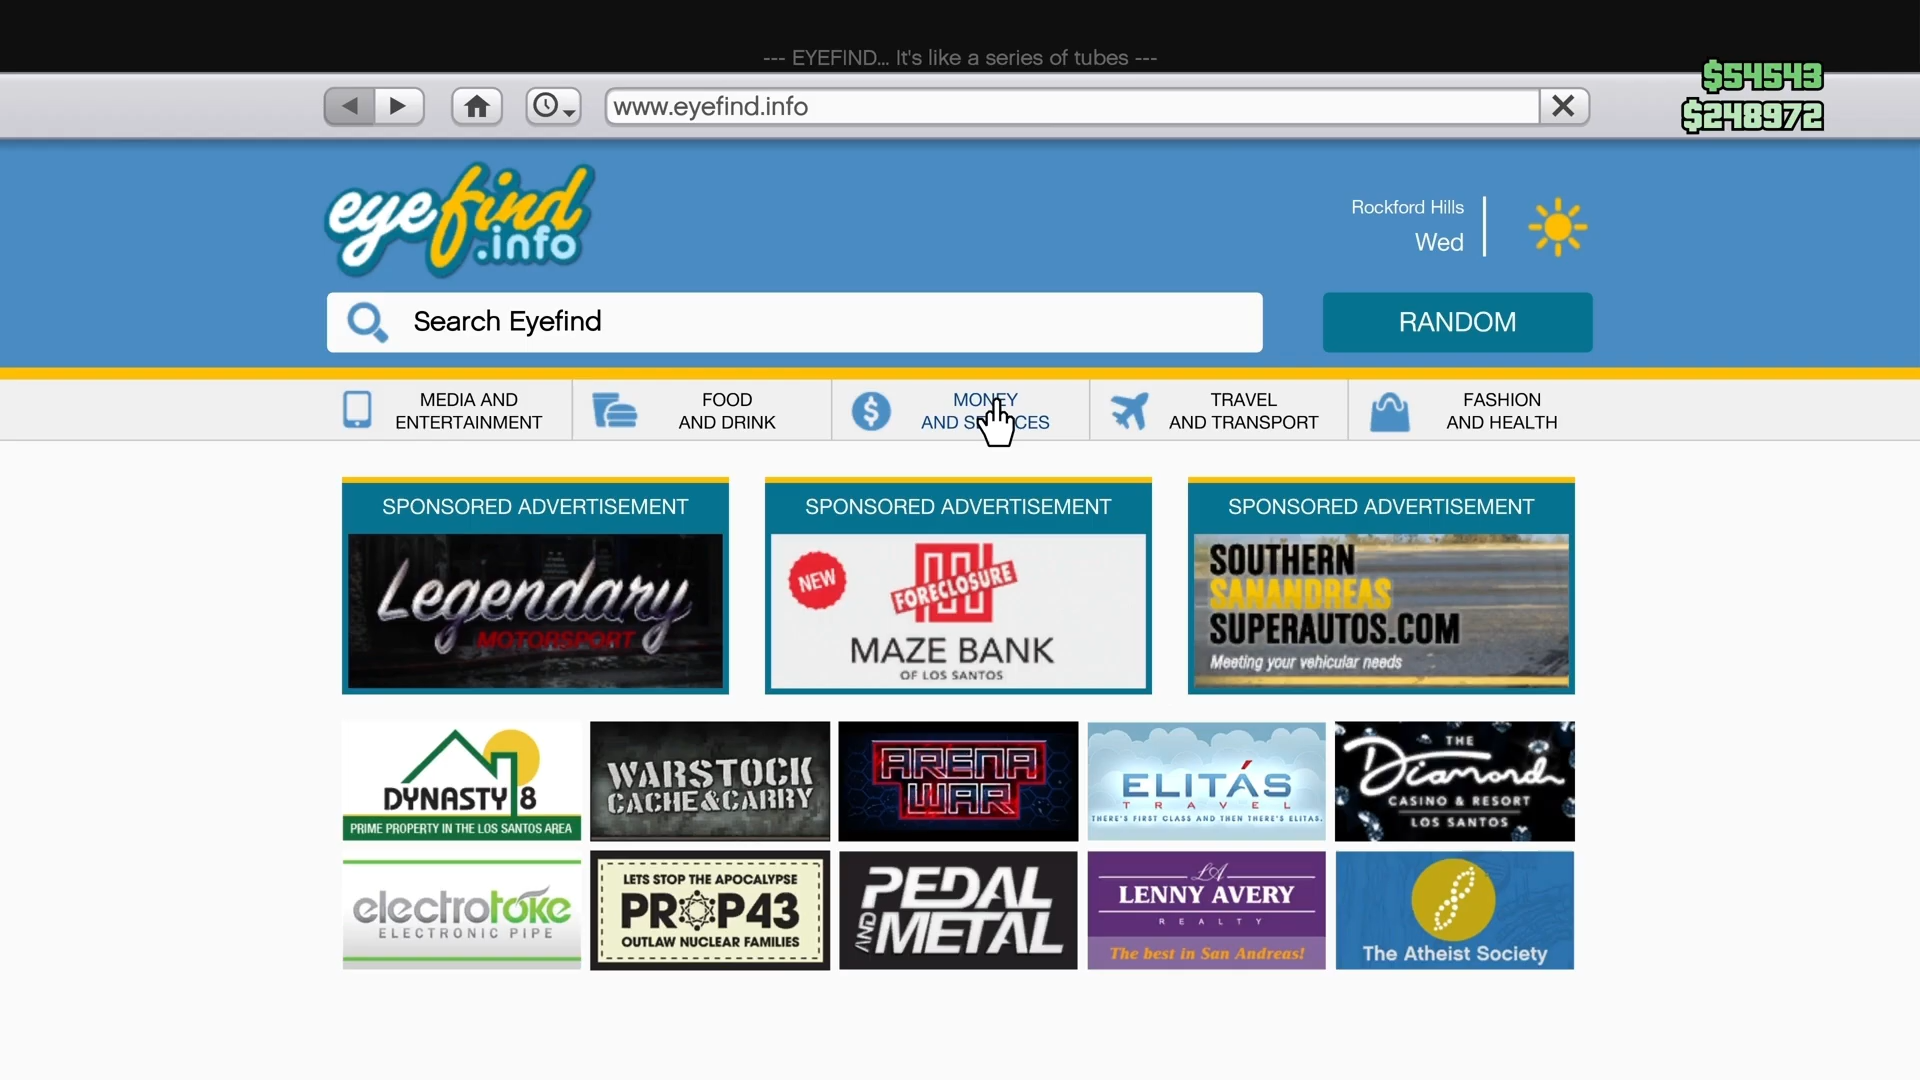 --- EYEFIND... It's like a series of tubes ---
$54543
www.eyefind.info
$248972
eyefind
.info
Rockford Hills
Wed
Search Eyefind
RANDOM
MEDIA AND
ENTERTAINMENT
FOOD
AND DRINK
MONEY
AND SERVICES
TRAVEL
AND TRANSPORT
FASHION
AND HEALTH
SPONSORED ADVERTISEMENT
Legendary
MOTORSPORT
SPONSORED ADVERTISEMENT
NEW
FORECLOSURE
MAZE BANK
OF LOS SANTOS
SPONSORED ADVERTISEMENT
SOUTHERN
SANANDREAS
SUPERAUTOS.COM
Meeting your vehicular needs
DYNASTY 8
PRIME PROPERTY IN THE LOS SANTOS AREA
WARSTOCK
CACHE&CARRY
ARENA
WAR
ELITÁS
TRAVEL
THERE'S FIRST CLASS AND THEN THERE'S ELITAS.
THE
Diamond
CASINO & RESORT
LOS SANTOS
electrotoke
ELECTRONIC PIPE
LETS STOP THE APOCALYPSE
PROP43
OUTLAW NUCLEAR FAMILIES
PEDAL
AND METAL
LA
LENNY AVERY
REALTY
The best in San Andreas!
The Atheist Society